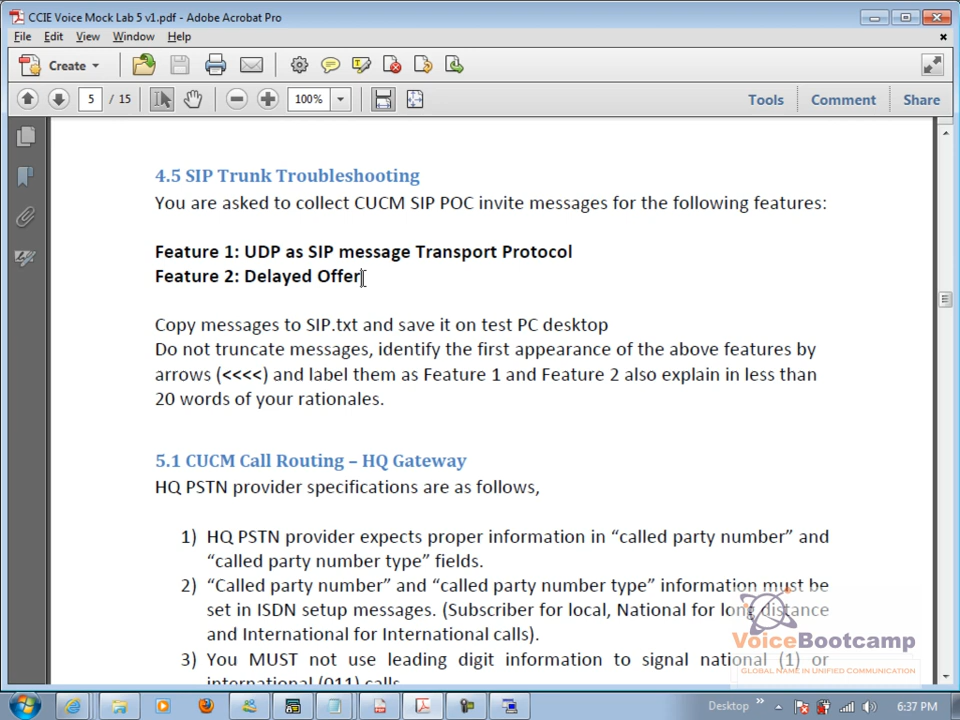 CCIE Voice Mock Lab 5 v1.pdf - Adobe Acrobat Pro
File Edit View Window Help
Create
5 / 15 100% Tools Comment Share
4.5 SIP Trunk Troubleshooting
You are asked to collect CUCM SIP POC invite messages for the following features:
Feature 1: UDP as SIP message Transport Protocol
Feature 2: Delayed Offer
Copy messages to SIP.txt and save it on test PC desktop
Do not truncate messages, identify the first appearance of the above features by
arrows (<<<<) and label them as Feature 1 and Feature 2 also explain in less than
20 words of your rationales.
5.1 CUCM Call Routing – HQ Gateway
HQ PSTN provider specifications are as follows,
1) HQ PSTN provider expects proper information in “called party number” and
“called party number type” fields.
2) “Called party number” and “called party number type” information must be
set in ISDN setup messages. (Subscriber for local, National for long distance
and International for International calls).
3) You MUST not use leading digit information to signal national (1) or
international (011) calls.
VoiceBootcamp
GLOBAL NAME IN UNIFIED COMMUNICATION
Desktop » 6:37 PM